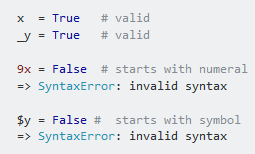 x  = True   # valid
_y = True   # valid
9x = False  # starts with numeral
=> SyntaxError: invalid syntax
$y = False #  starts with symbol
=> SyntaxError: invalid syntax